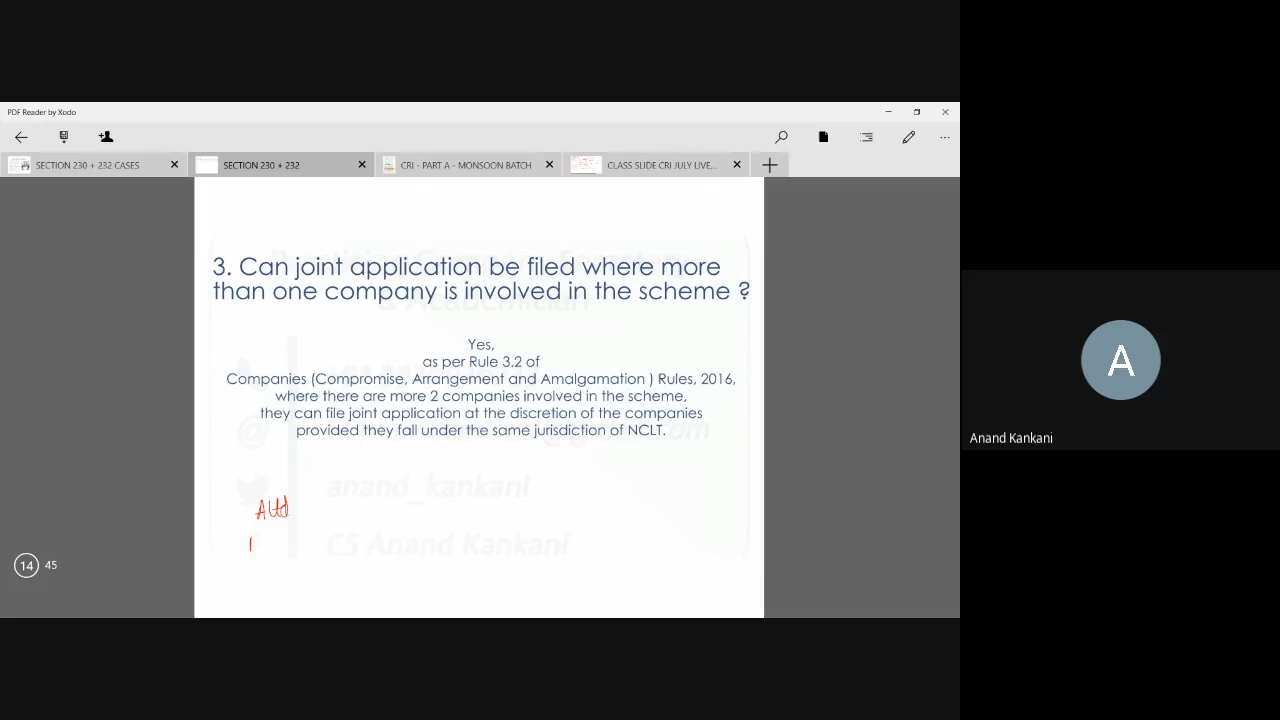 PDF Reader by Xodo
SECTION 230 + 232 CASES
SECTION 230 + 232
CRI - PART A - MONSOON BATCH
CLASS SLIDE CRI JULY LIVE...
3. Can joint application be filed where more
than one company is involved in the scheme ?
Yes,
as per Rule 3.2 of
Companies (Compromise, Arrangement and Amalgamation ) Rules, 2016,
where there are more 2 companies involved in the scheme,
they can file joint application at the discretion of the companies
provided they fall under the same jurisdiction of NCLT.
anand_kankani
A Ltd
CS Anand Kankani
14 45
A
Anand Kankani